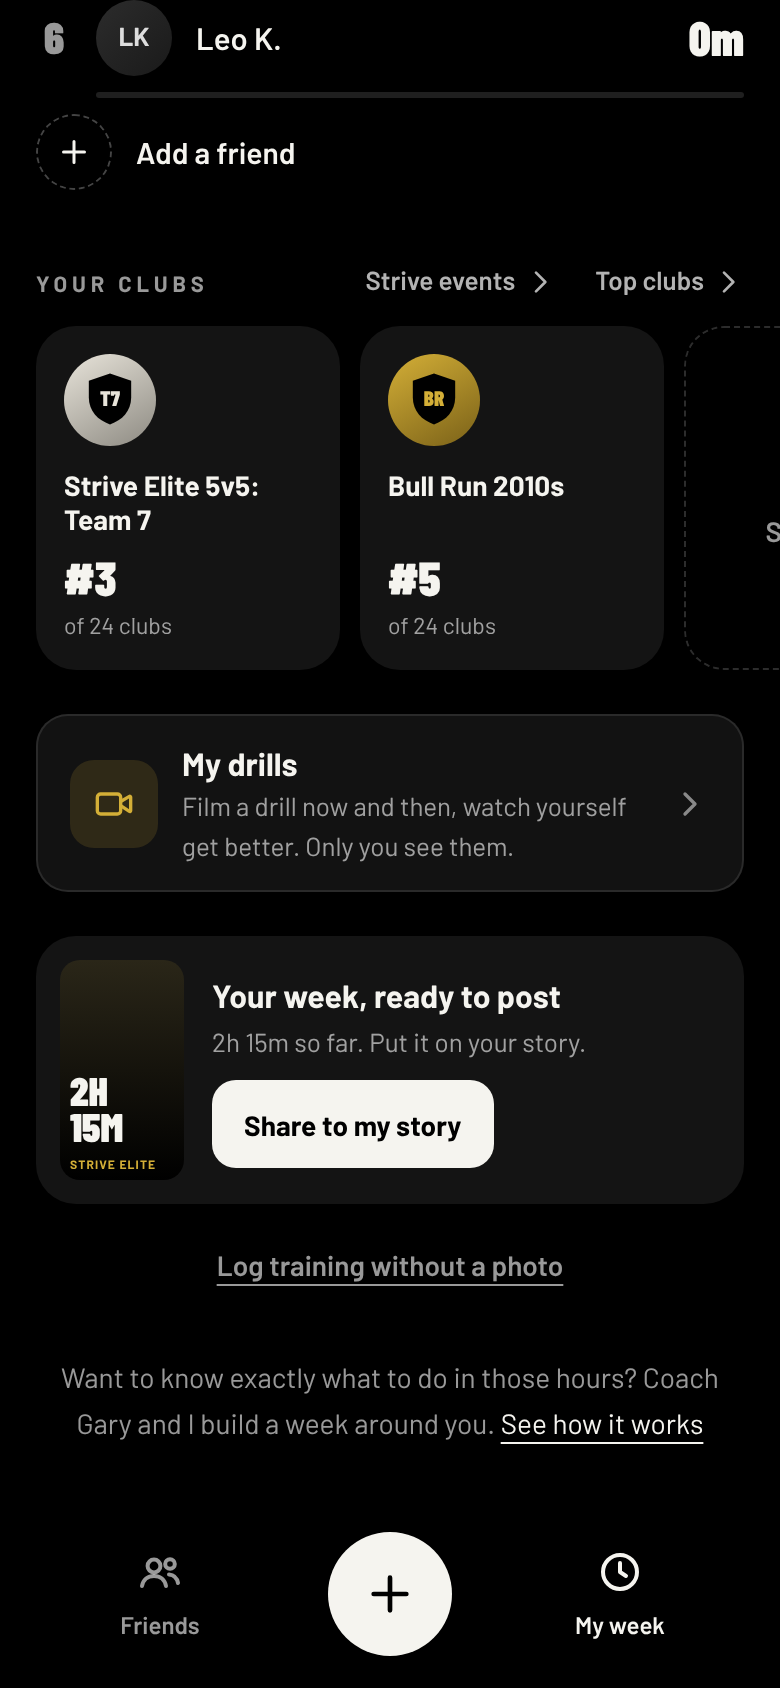 6 LK Leo K. 0m
Add a friend
YOUR CLUBS Strive events Top clubs
T7
BR
Strive Elite 5v5:
Team 7
Bull Run 2010s
#3
#5
of 24 clubs
of 24 clubs
S
My drills
Film a drill now and then, watch yourself
get better. Only you see them.
2H
15M
STRIVE ELITE
Your week, ready to post
2h 15m so far. Put it on your story.
Share to my story
Log training without a photo
Want to know exactly what to do in those hours? Coach
Gary and I build a week around you. See how it works
Friends
My week